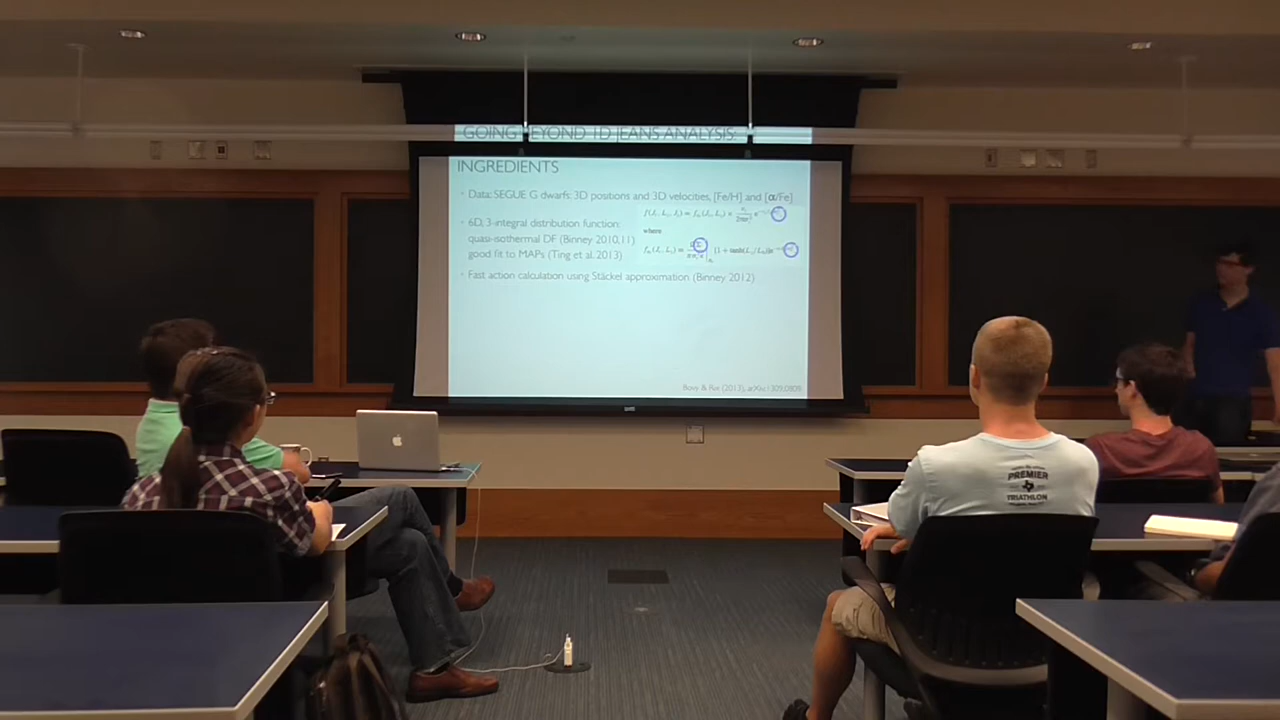 GOING BEYOND 1D JEANS ANALYSIS:
INGREDIENTS
• Data: SEGUE G dwarfs: 3D positions and 3D velocities, [Fe/H] and [α/Fe]
• 6D, 3-integral distribution function:
quasi-isothermal DF (Binney 2010,11)
good fit to MAPs (Ting et al. 2013)
where
• Fast action calculation using Stäckel approximation (Binney 2012)
Bovy & Rix (2013), arXiv:1309.0809
PREMIER
TRIATHLON